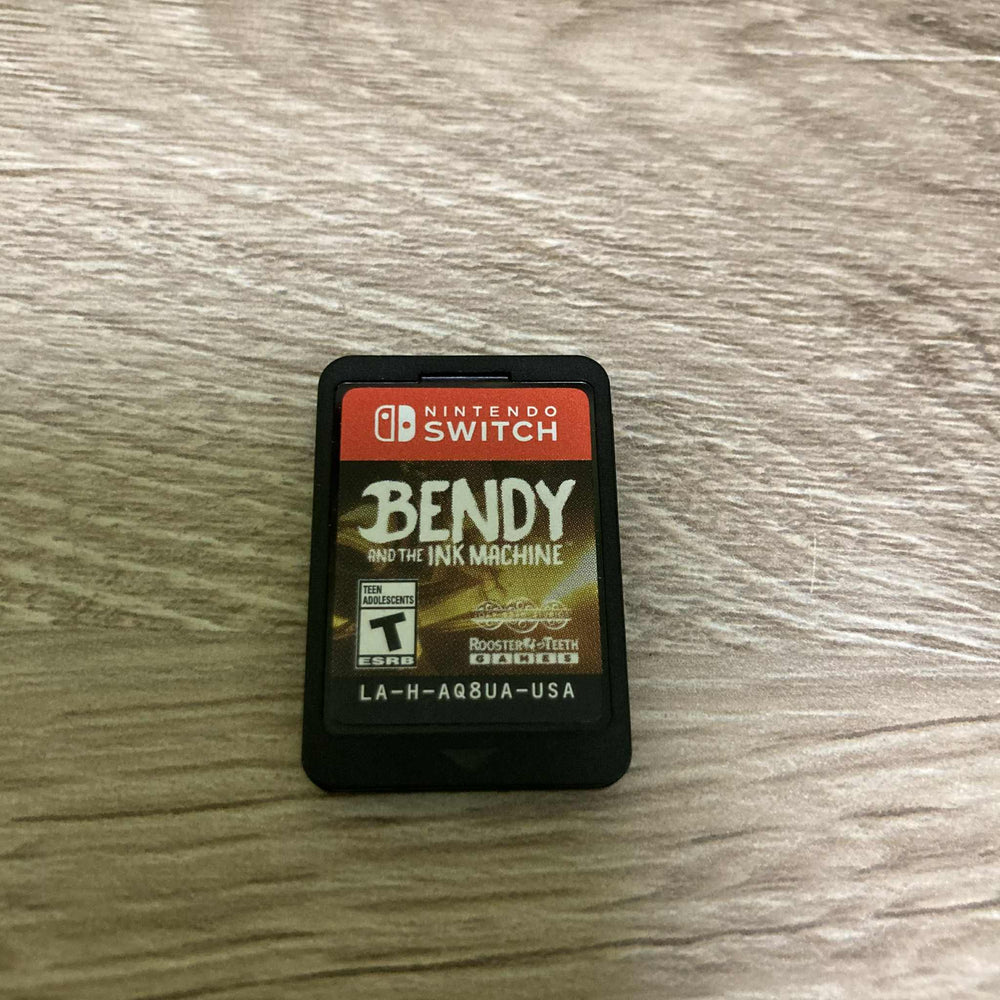 NINTENDO
SWITCH
BENDY
AND THE INK MACHINE
TEEN
ADOLESCENTS
T
ESRB
ROOSTER TEETH
GAMES
LA-H-AQ8UA-USA